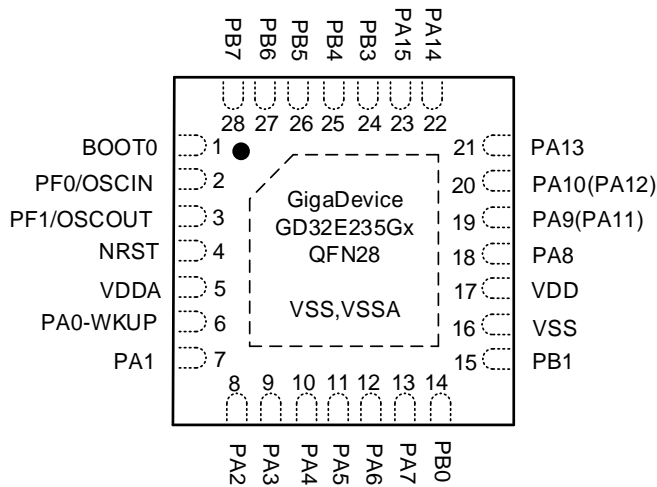 PB7 PB6 PB5 PB4 PB3 PA15 PA14
28 27 26 25 24 23 22
BOOT0 1 21 PA13
PF0/OSCIN 2 20 PA10(PA12)
PF1/OSCOUT 3 19 PA9(PA11)
NRST 4 18 PA8
VDDA 5 17 VDD
PA0-WKUP 6 16 VSS
PA1 7 15 PB1
GigaDevice
GD32E235Gx
QFN28
VSS,VSSA
8 9 10 11 12 13 14
PA2 PA3 PA4 PA5 PA6 PA7 PB0